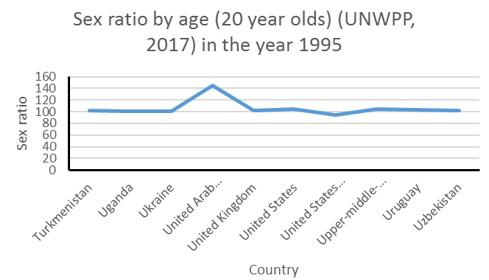 Sex ratio by age (20 year olds) (UNWPP,
2017) in the year 1995
160
140
120
100
80
60
40
20
0
Sex ratio
Turkmenistan
Uganda
Ukraine
United Arab...
United Kingdom
United States
United States...
Upper-middle-...
Uruguay
Uzbekistan
Country